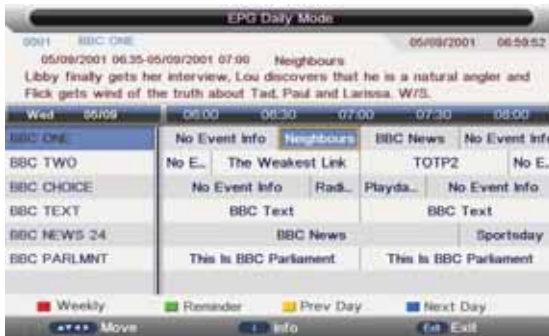 EPG Daily Mode
0001 BBC ONE 05/09/2001 06:59:52
05/09/2001 06:35-05/09/2001 07:00 Neighbours
Libby finally gets her interview, Lou discovers that he is a natural angler and
Flick gets wind of the truth about Tad, Paul and Larissa. W/S.
Wed 05/09 06:00 06:30 07:00 07:30 08:00
BBC ONE No Event Info Neighbours BBC News No Event Inf
BBC TWO No E... The Weakest Link TOTP2 No E.
BBC CHOICE No Event Info Radi... Playda... No Event Info
BBC TEXT BBC Text BBC Text
BBC NEWS 24 BBC News Sportsday
BBC PARLMNT This Is BBC Parliament This Is BBC Parliament
Weekly Reminder Prev Day Next Day
Move i Info Exit Exit